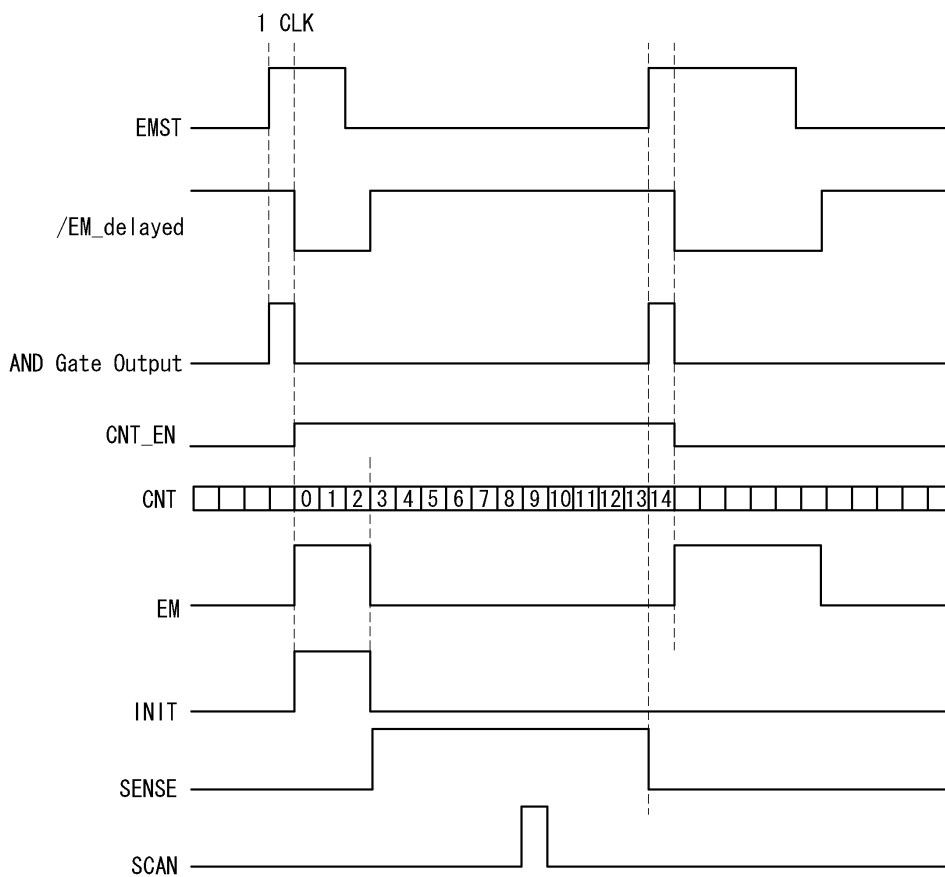 1 CLK
EMST
/EM_delayed
AND Gate Output
CNT_EN
CNT 0 1 2 3 4 5 6 7 8 9 10 11 12 13 14
EM
INIT
SENSE
SCAN